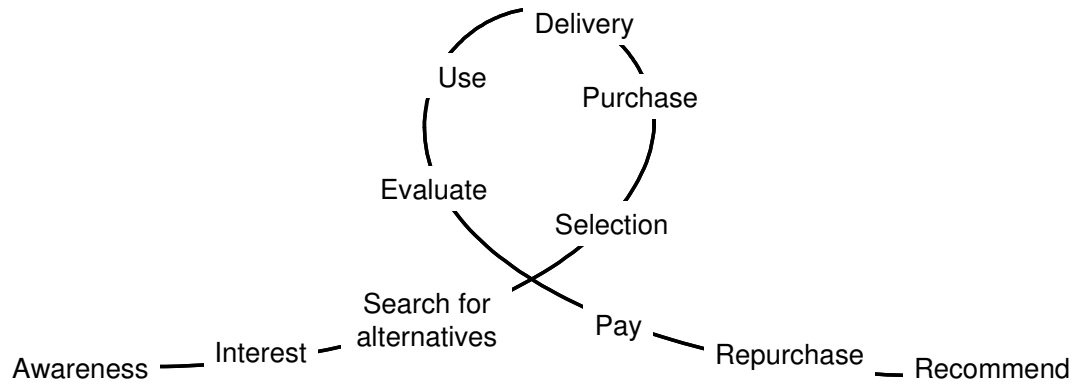 Delivery
Use
Purchase
Evaluate
Selection
Search for
alternatives
Pay
Interest
Repurchase
Awareness
Recommend